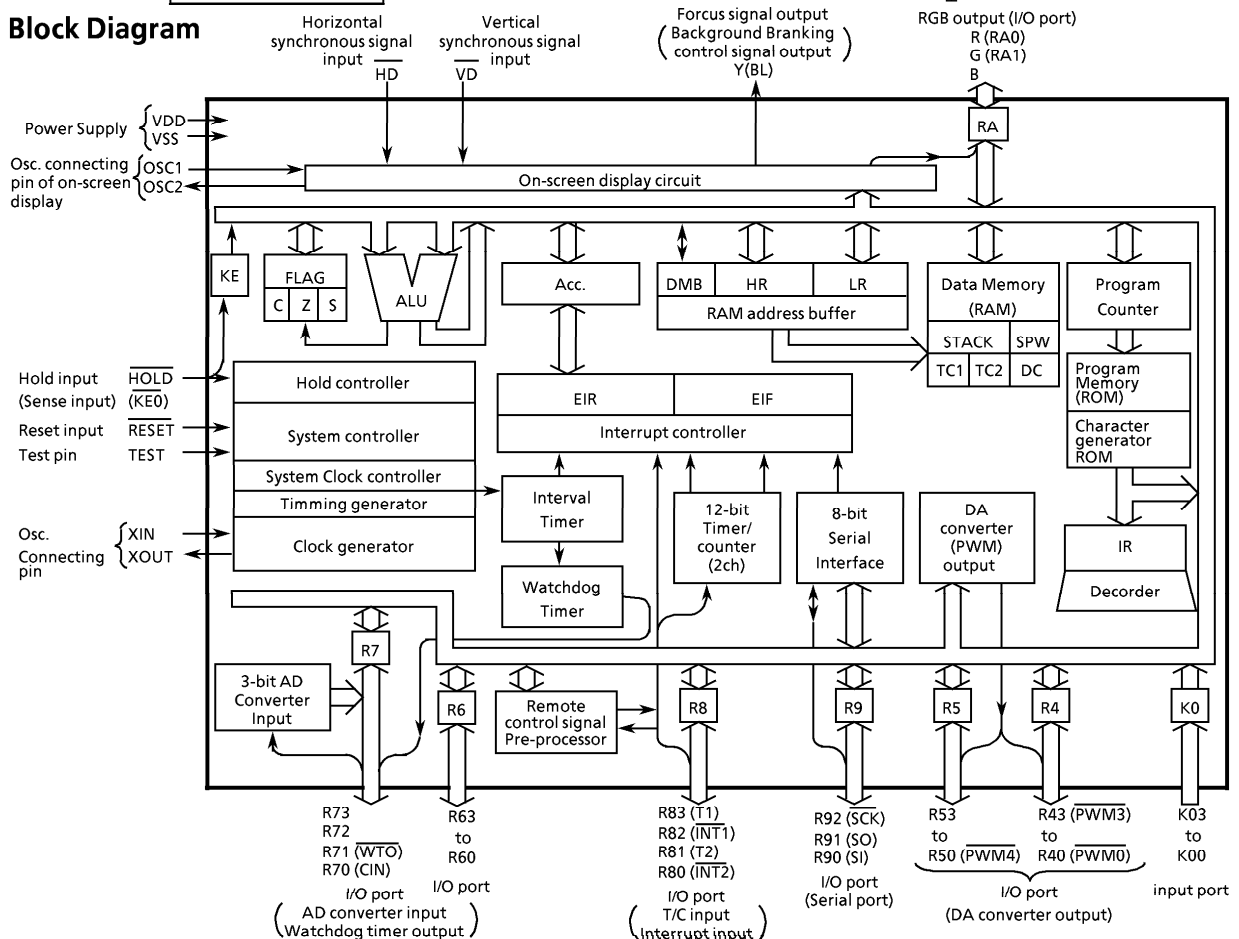 Block Diagram
Horizontal
synchronous signal
input
HD
Vertical
synchronous signal
input
VD
Forcus signal output
(Background Branking
control signal output)
Y(BL)
RGB output (I/O port)
R (RA0)
G (RA1)
B
Power Supply
VDD
VSS
RA
Osc. connecting
pin of on-screen
display
OSC1
OSC2
On-screen display circuit
KE
FLAG
C Z S
ALU
Acc.
DMB HR LR
RAM address buffer
Data Memory
(RAM)
STACK SPW
TC1 TC2 DC
Program
Counter
Program
Memory
(ROM)
Character
generator
ROM
Hold input HOLD
(Sense input) (KE0)
Reset input RESET
Test pin TEST
Hold controller
System controller
System Clock controller
Timming generator
Clock generator
EIR EIF
Interrupt controller
Interval
Timer
Watchdog
Timer
12-bit
Timer/
counter
(2ch)
8-bit
Serial
Interface
DA
converter
(PWM)
output
IR
Decorder
Osc.
Connecting
pin
XIN
XOUT
R7
3-bit AD
Converter
Input
R6
Remote
control signal
Pre-processor
R8
R9
R5
R4
K0
R73
R72
R71 (WTO)
R70 (CIN)
I/O port
(AD converter input
Watchdog timer output)
R63
to
R60
I/O port
R83 (T1)
R82 (INT1)
R81 (T2)
R80 (INT2)
I/O port
(T/C input
Interrupt input)
R92 (SCK)
R91 (SO)
R90 (SI)
I/O port
(Serial port)
R53
to
R50 (PWM4)
R43 (PWM3)
to
R40 (PWM0)
I/O port
(DA converter output)
K03
to
K00
input port